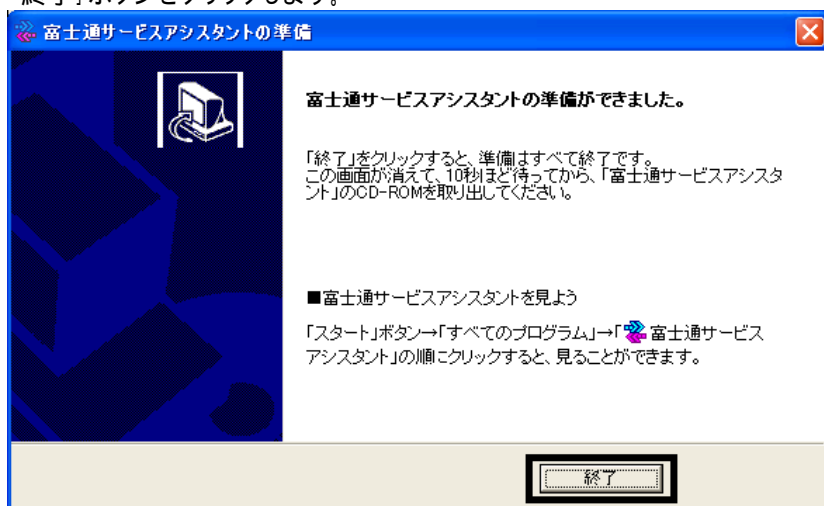 「終了」ボタンをクリックします。
富士通サービスアシスタントの準備
富士通サービスアシスタントの準備ができました。
「終了」をクリックすると、準備はすべて終了です。
この画面が消えて、10秒ほど待ってから、「富士通サービスアシスタ
ント」のCD-ROMを取り出してください。
■富士通サービスアシスタントを見よう
「スタート」ボタン→「すべてのプログラム」→「富士通サービス
アシスタント」の順にクリックすると、見ることができます。
終了